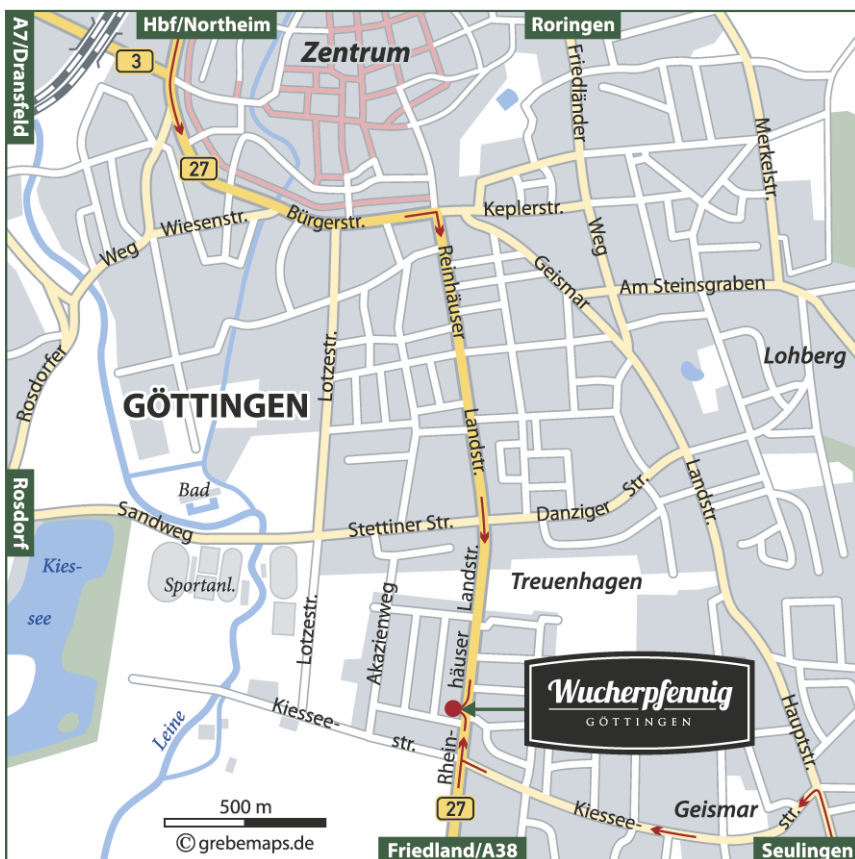 A7/Dransfeld
Hbf/Northeim
Roringen
Zentrum
3
27
Friedländer
Weg
Merkelstr.
Wiesenstr.
Bürgerstr.
Keplerstr.
Rosdorfer
Weg
Reinhäuser
Landstr.
Geismar
Landstr.
Am Steinsgraben
Lohberg
Lotzestr.
GÖTTINGEN
Rosdorf
Bad
Sandweg
Stettiner Str.
Danziger
Str.
Kies-
see
Sportanl.
Treuenhagen
Akazienweg
Lotzestr.
Rhein-
häuser
Landstr.
Wucherpfennig
GÖTTINGEN
Leine
Kiessee-
str.
Hauptstr.
27
Kiessee-
str.
Geismar
500 m
© grebemaps.de
Friedland/A38
Seulingen